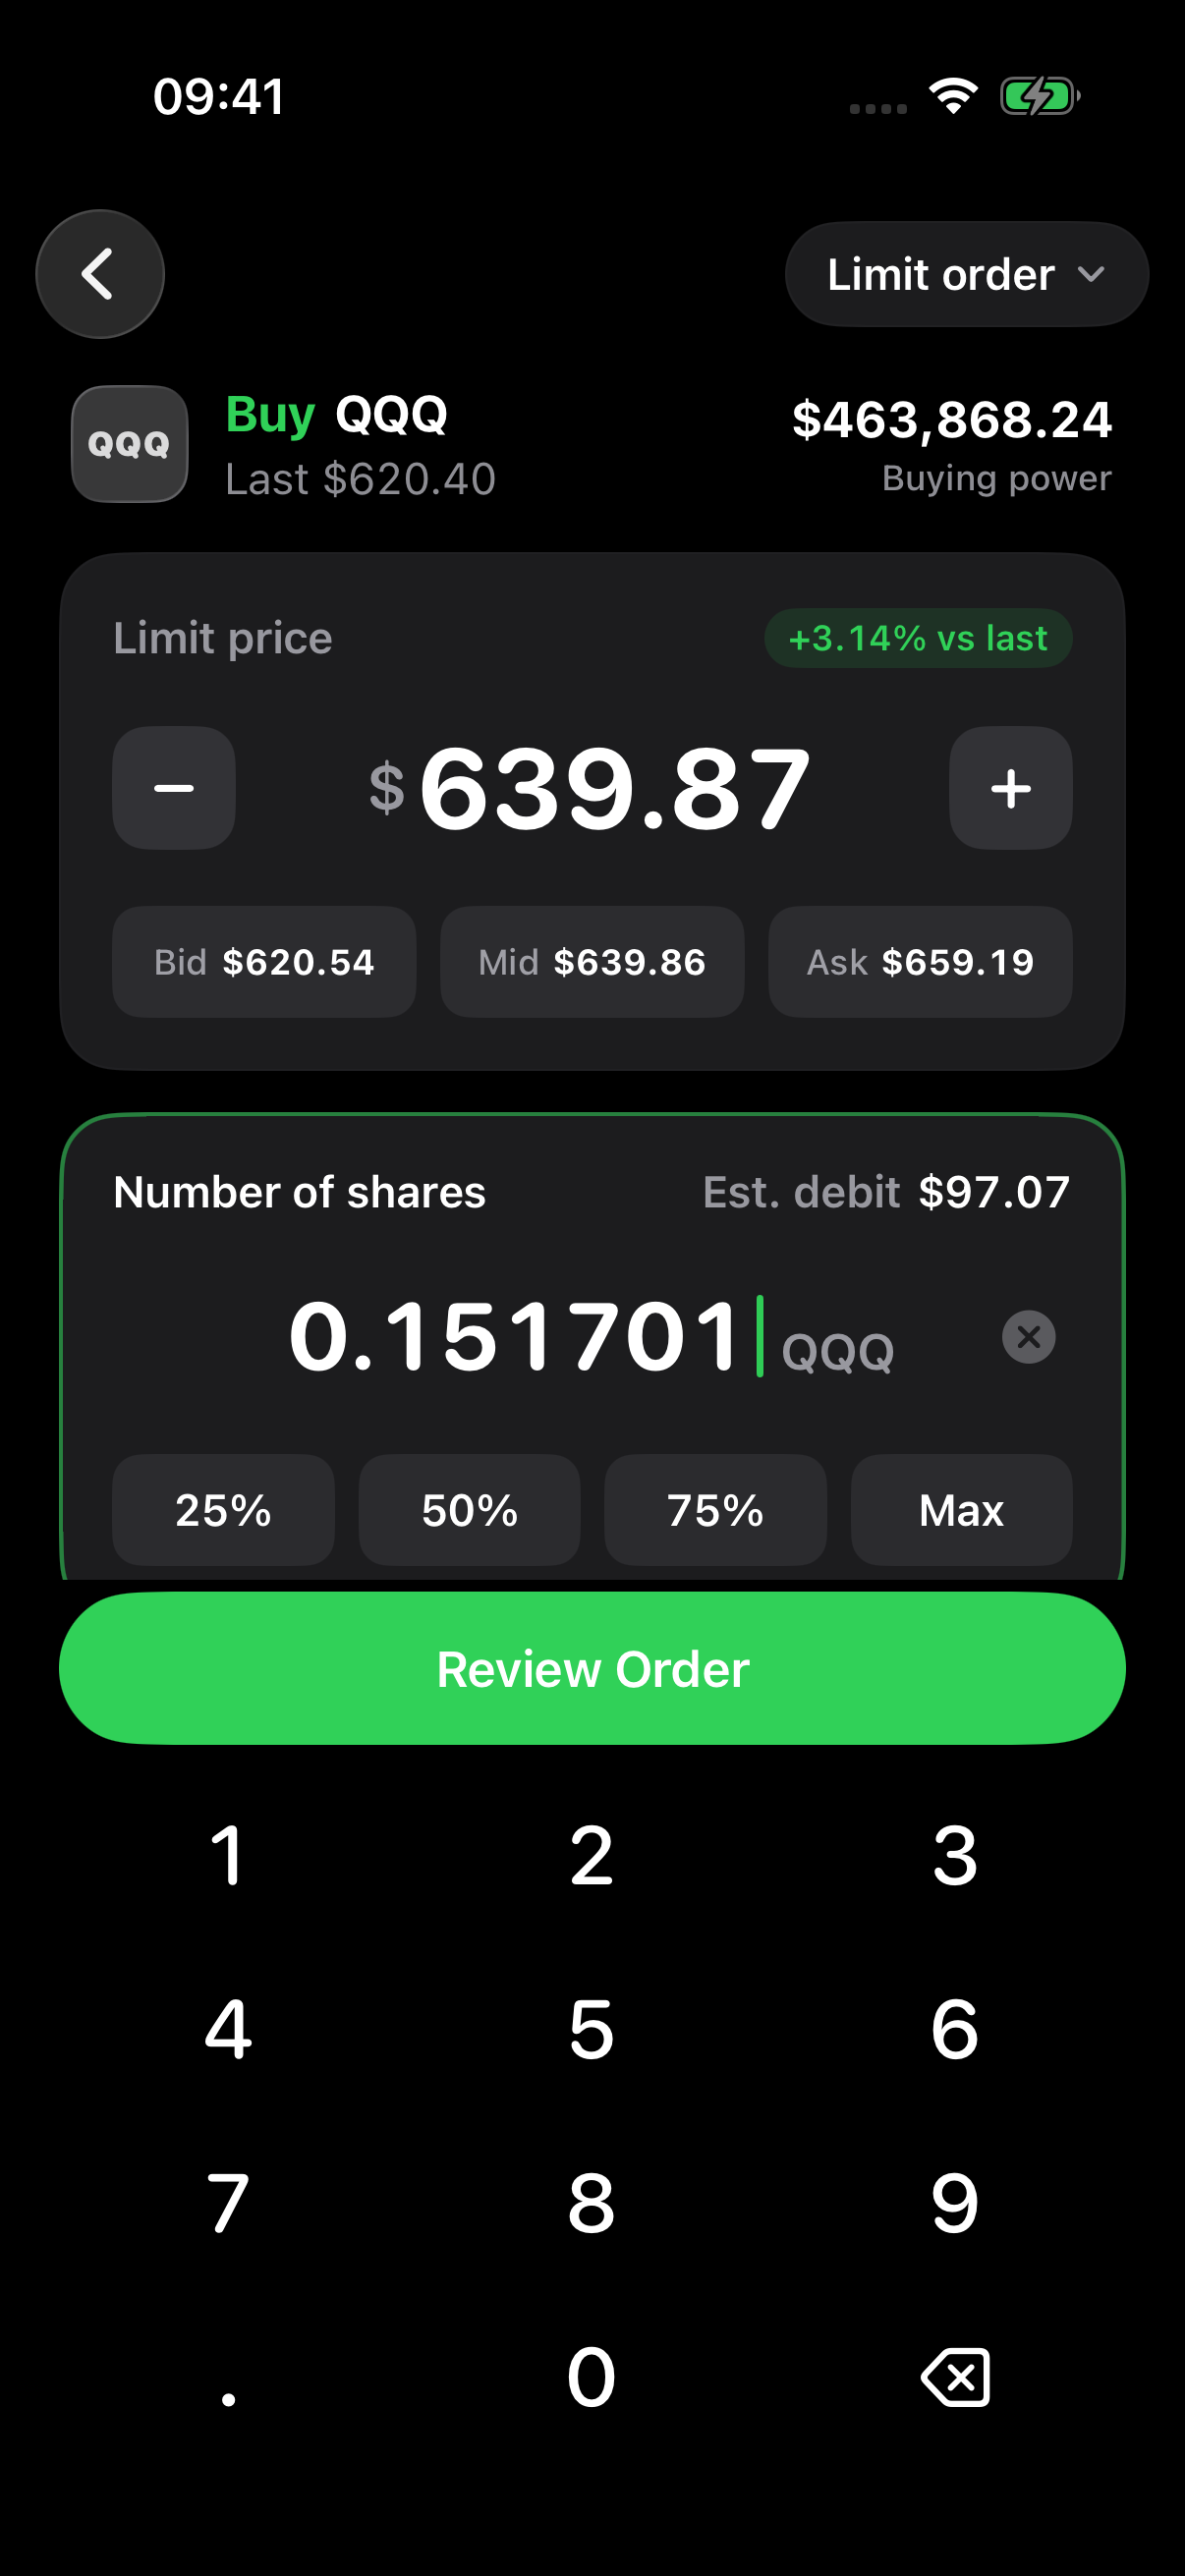 09:41
Limit order
QQQ
Buy QQQ
Last $620.40
$463,868.24
Buying power
Limit price
+3.14% vs last
$639.87
Bid $620.54
Mid $639.86
Ask $659.19
Number of shares
Est. debit $97.07
0.151701 QQQ
25%
50%
75%
Max
Review Order
1 2 3
4 5 6
7 8 9
. 0